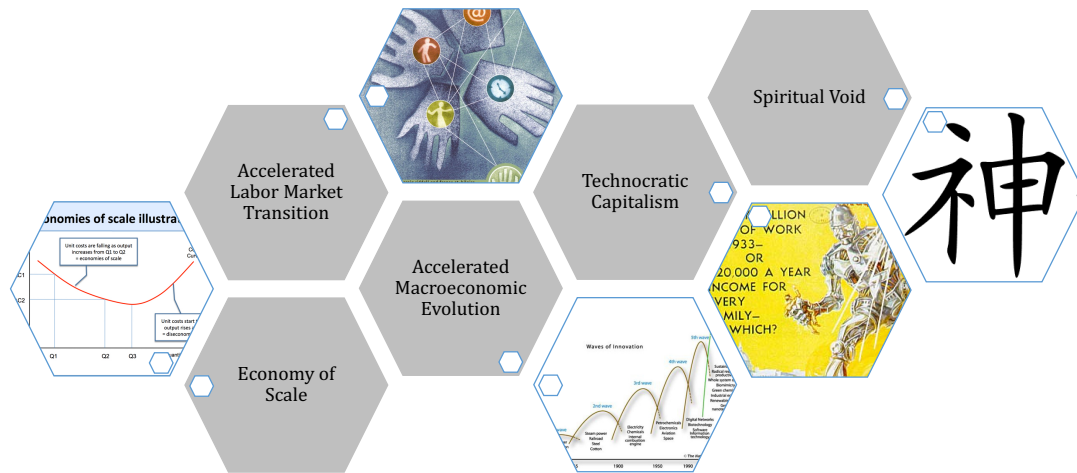 Spiritual Void
@
神
Accelerated
Labor Market
Transition
Technocratic
Capitalism
onomies of scale illustra
Unit costs are falling as output
increases from Q1 to Q2
= economies of scale
C1
C2
Unit costs start
output rises
= diseconom
Q1
Q2
Q3
Accelerated
Macroeconomic
Evolution
LLION
OF WORK
933—
OR
20,000 A YEAR
NCOME FOR
VERY
MILY—
WHICH?
Economy of
Scale
Waves of Innovation
2nd wave
3rd wave
4th wave
5th wave
Steam power
Railroad
Steel
Cotton
Electricity
Chemicals
Internal
combustion
engine
Petrochemicals
Electronics
Aviation
Space
Digital Networks
Biotechnology
Software
Information
technology
1900
1950
1990